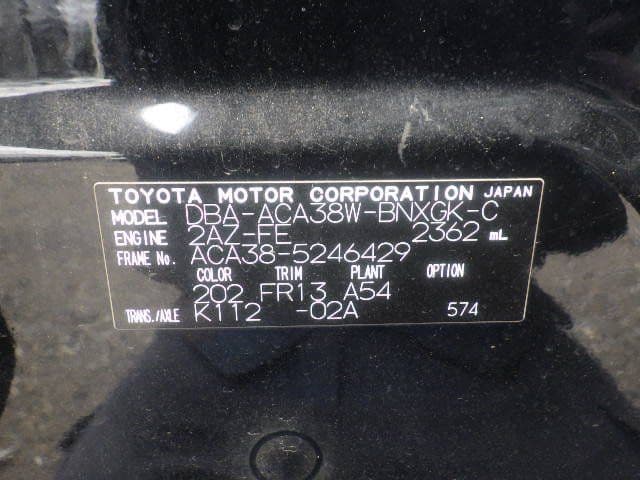 TOYOTA MOTOR CORPORATION JAPAN
MODEL DBA-ACA38W-BNXGK-C
ENGINE 2AZ-FE 2362 mL
FRAME No. ACA38-5246429
COLOR TRIM PLANT OPTION
202 FR13 A54
TRANS./AXLE K112 -02A 574